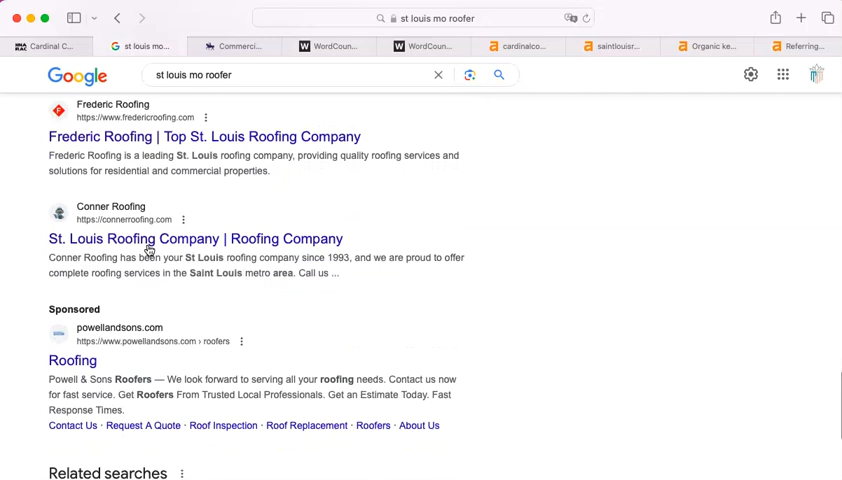 st louis mo roofer
Cardinal C...
st louis mo...
Commerci...
WordCoun...
WordCoun...
cardinalco...
saintlouisr...
Organic ke...
Referring...
Google
st louis mo roofer
Frederic Roofing
https://www.fredericroofing.com
Frederic Roofing | Top St. Louis Roofing Company
Frederic Roofing is a leading St. Louis roofing company, providing quality roofing services and
solutions for residential and commercial properties.
Conner Roofing
https://connerroofing.com
St. Louis Roofing Company | Roofing Company
Conner Roofing has been your St Louis roofing company since 1993, and we are proud to offer
complete roofing services in the Saint Louis metro area. Call us ...
Sponsored
powellandsons.com
https://www.powellandsons.com › roofers
Roofing
Powell & Sons Roofers — We look forward to serving all your roofing needs. Contact us now
for fast service. Get Roofers From Trusted Local Professionals. Get an Estimate Today. Fast
Response Times.
Contact Us · Request A Quote · Roof Inspection · Roof Replacement · Roofers · About Us
Related searches